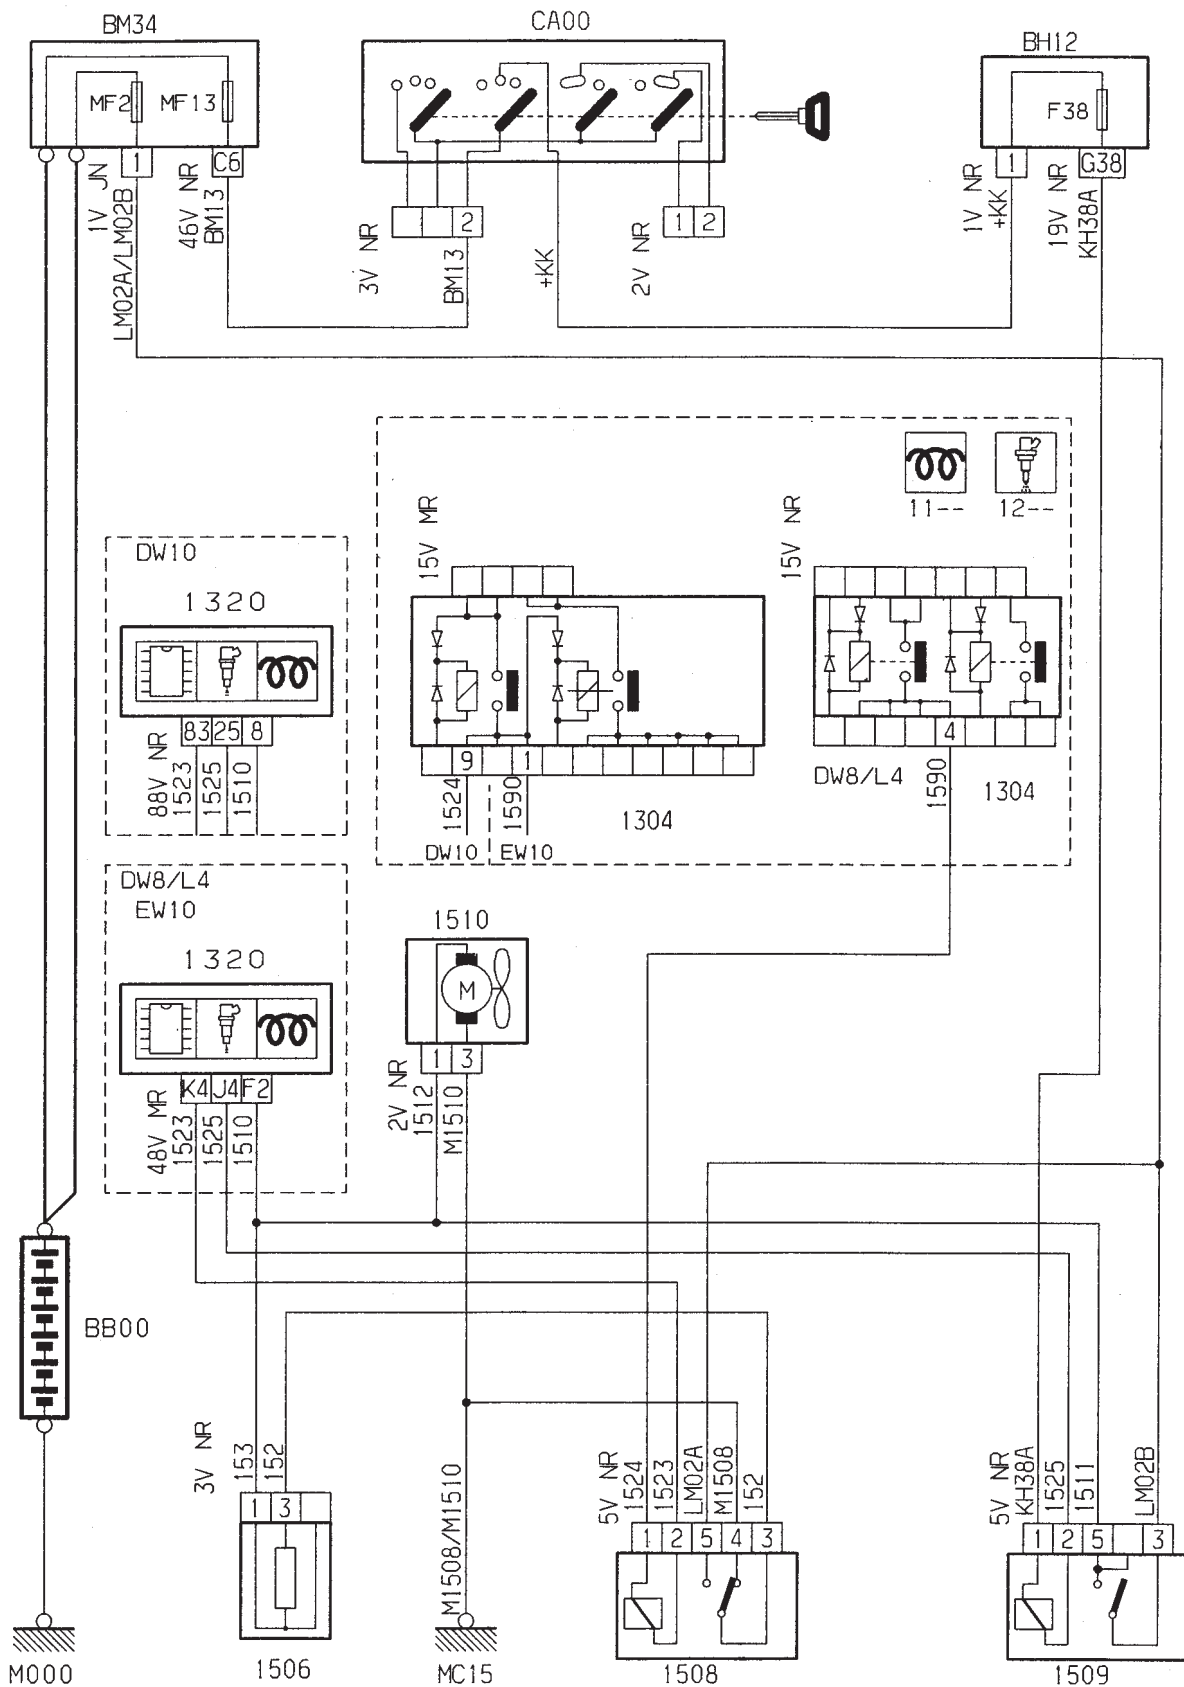 BM34
CA00
BH12
MF2
MF13
F38
1
C6
1
G38
1V JN
LM02A/LM02B
46V NR
BM13
2
1
2
3V NR
BM13
+KK
2V NR
1V NR
+KK
19V NR
KH38A
11--
12--
15V MR
15V NR
DW10
1320
83
25
8
88V NR
1523
1525
1510
9
1
4
1524
1590
1304
DW10
EW10
DW8/L4
1590
1304
DW8/L4
EW10
1320
K4
J4
F2
48V MR
1523
1525
1510
1510
M
1
3
2V NR
1512
M1510
BB00
3V NR
153
152
1
3
M1508/M1510
5V NR
1524
1523
LM02A
M1508
152
1
2
5
4
3
5V NR
KH38A
1525
1511
LM02B
1
2
5
3
M000
1506
MC15
1508
1509